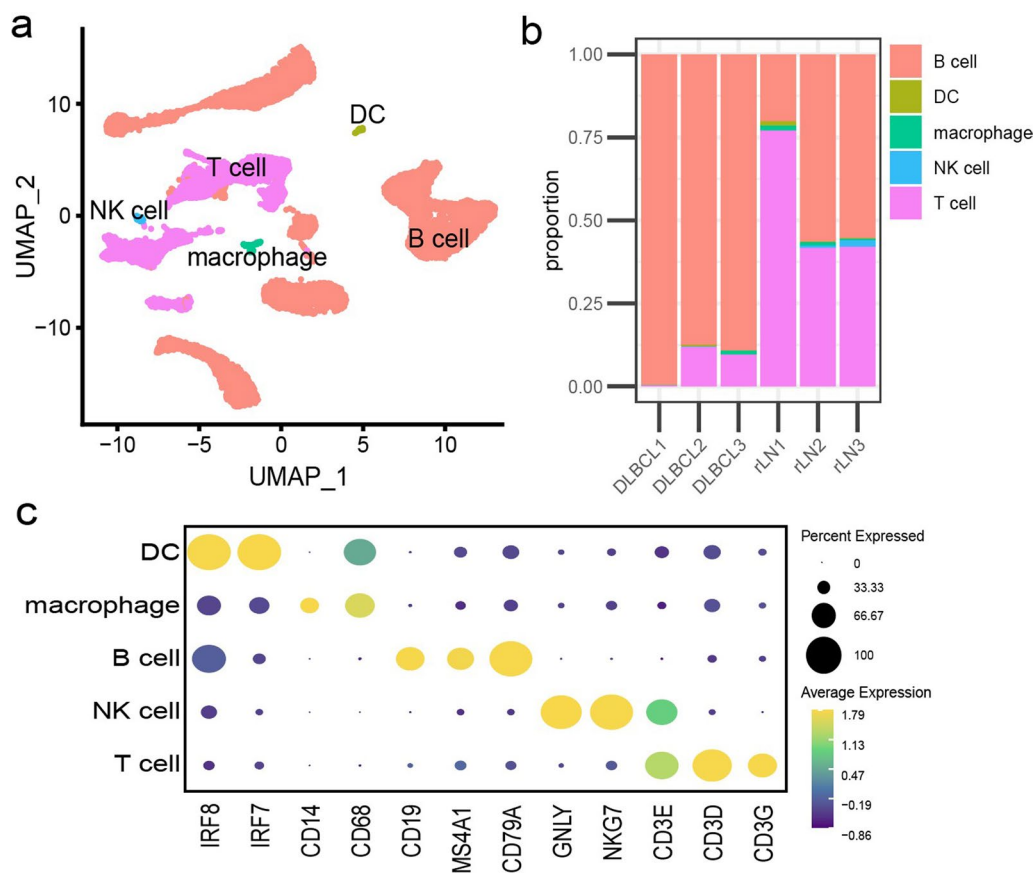 a
UMAP_2
10
0
−10
−10
−5
0
5
10
UMAP_1
DC
T cell
NK cell
macrophage
B cell
b
proportion
1.00
0.75
0.50
0.25
0.00
DLBCL1
DLBCL2
DLBCL3
rLN1
rLN2
rLN3
B cell
DC
macrophage
NK cell
T cell
c
DC
macrophage
B cell
NK cell
T cell
IRF8
IRF7
CD14
CD68
CD19
MS4A1
CD79A
GNLY
NKG7
CD3E
CD3D
CD3G
Percent Expressed
0
33.33
66.67
100
Average Expression
1.79
1.13
0.47
−0.19
−0.86